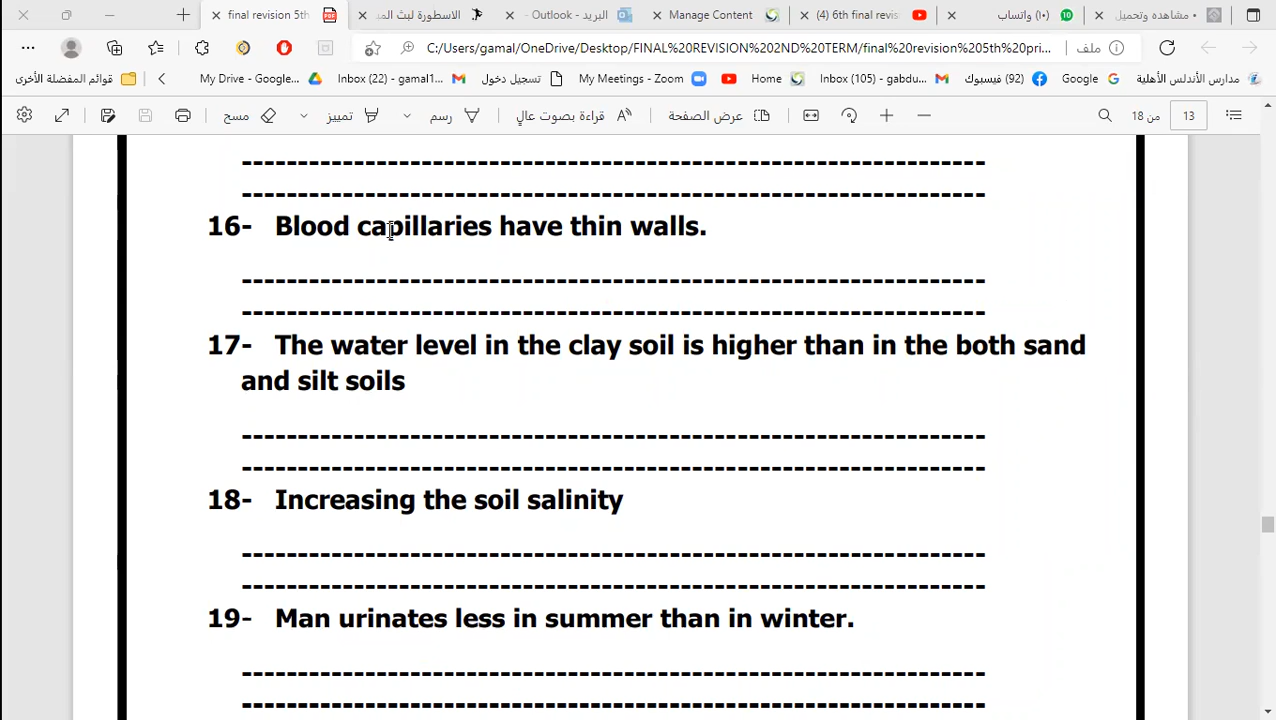 final revision 5th
الاسطورة لبث المب
البريد - Outlook
Manage Content
(4) 6th final revis
(١٠) واتساب
مشاهده وتحميل
C:/Users/gamal/OneDrive/Desktop/FINAL%20REVISION%202ND%20TERM/final%20revision%205th%20pri...
ملف
قوائم المفضلة الأخرى
My Drive - Google...
Inbox (22) - gamal1...
تسجيل دخول
My Meetings - Zoom
Home
Inbox (105) - gabdu...
(92) فيسبوك
Google
مدارس الأندلس الأهلية
مسح
تمييز
رسم
قراءة بصوت عالٍ
عرض الصفحة
من 18
13
16- Blood capillaries have thin walls.
17- The water level in the clay soil is higher than in the both sand
and silt soils
18- Increasing the soil salinity
19- Man urinates less in summer than in winter.